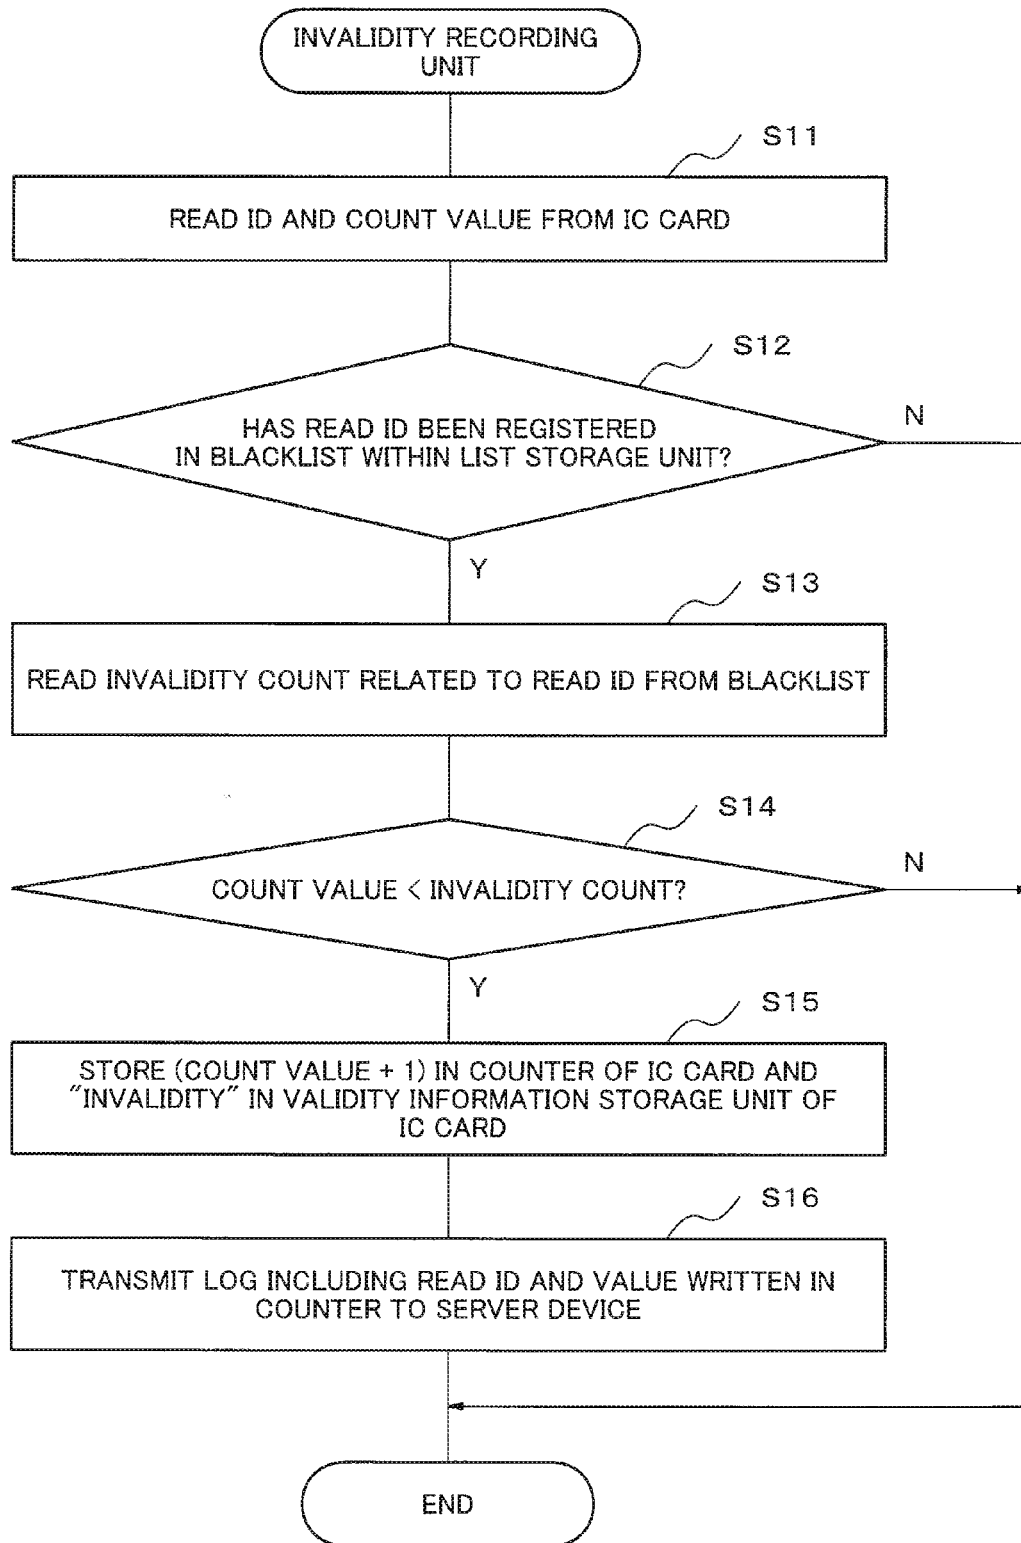 INVALIDITY RECORDING
UNIT
S11
READ ID AND COUNT VALUE FROM IC CARD
S12
HAS READ ID BEEN REGISTERED
IN BLACKLIST WITHIN LIST STORAGE UNIT?
N
Y
S13
READ INVALIDITY COUNT RELATED TO READ ID FROM BLACKLIST
S14
COUNT VALUE < INVALIDITY COUNT?
N
Y
S15
STORE (COUNT VALUE + 1) IN COUNTER OF IC CARD AND
"INVALIDITY" IN VALIDITY INFORMATION STORAGE UNIT OF
IC CARD
S16
TRANSMIT LOG INCLUDING READ ID AND VALUE WRITTEN IN
COUNTER TO SERVER DEVICE
END